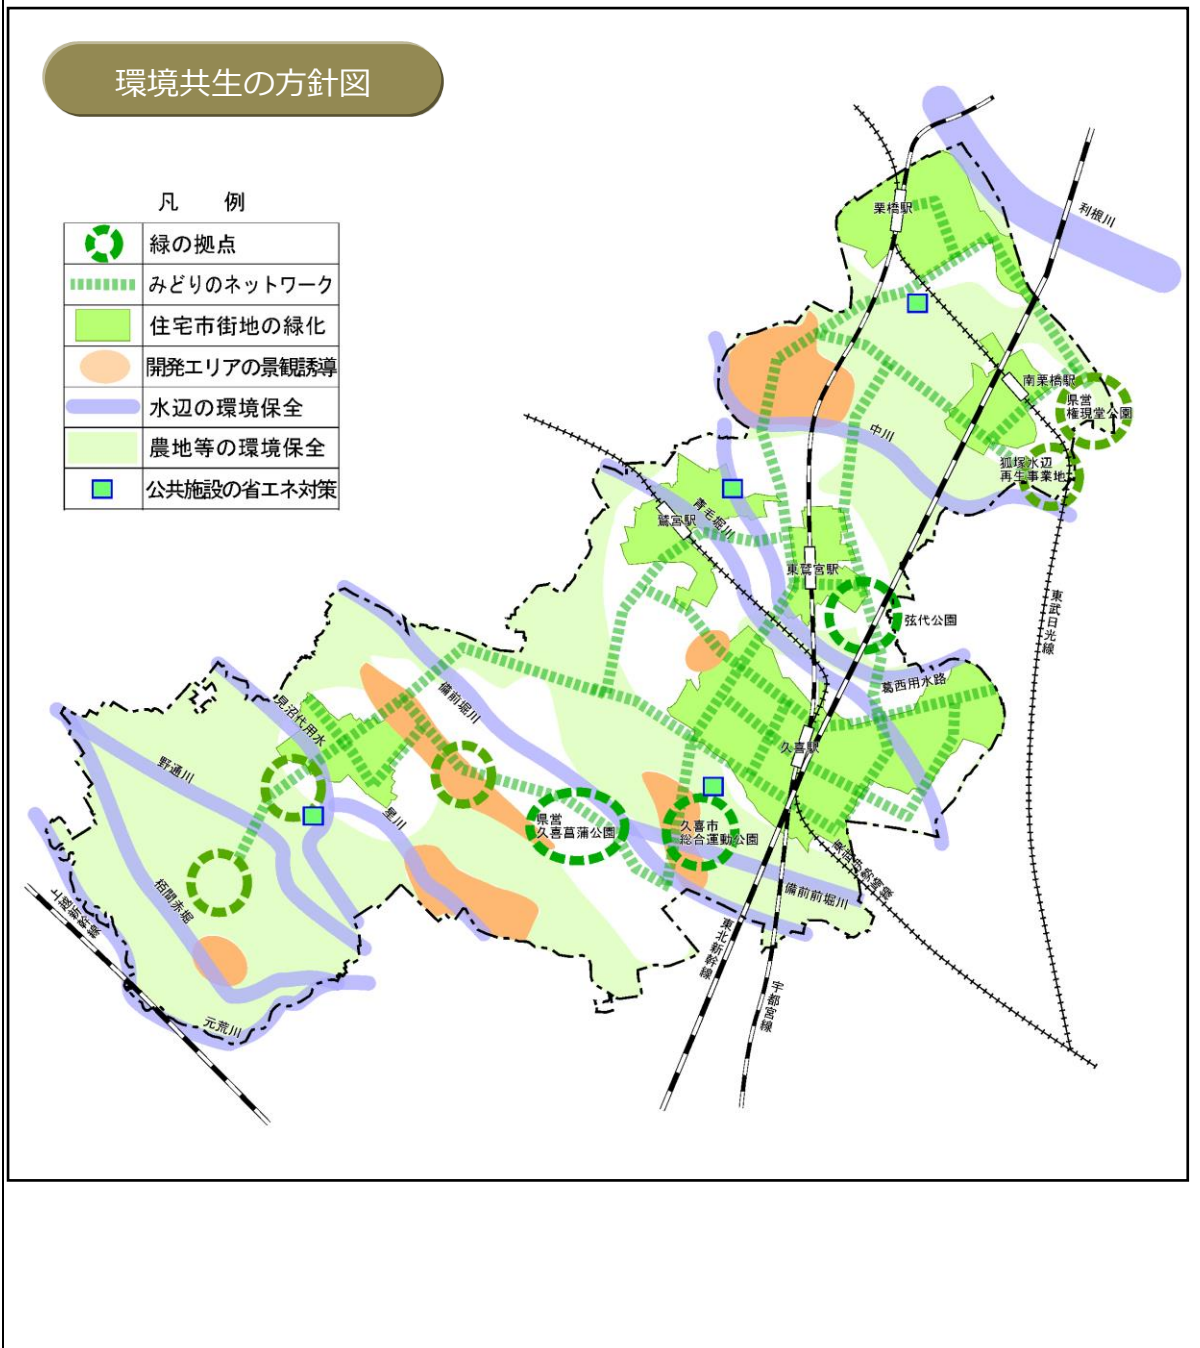 環境共生の方針図
凡 例
緑の拠点
みどりのネットワーク
住宅市街地の緑化
開発エリアの景観誘導
水辺の環境保全
農地等の環境保全
公共施設の省エネ対策
利根川
栗橋駅
南栗橋駅
県営
権現堂公園
中川
狐塚水辺
再生事業地
青毛堀川
鷲宮駅
東鷲宮駅
弦代公園
東武日光線
葛西用水路
備前堀川
見沼代用水
久喜駅
野通川
星川
県営
久喜菖蒲公園
久喜市
総合運動公園
東武伊勢崎線
備前前堀川
栢間赤堀
上越新幹線
東北新幹線
宇都宮線
元荒川